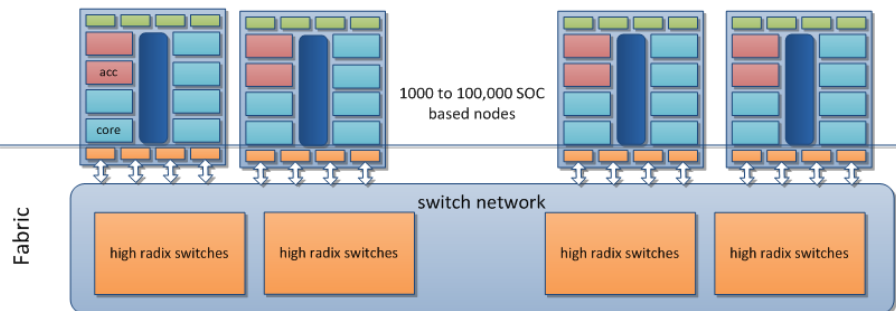 acc
core
1000 to 100,000 SOC
based nodes
Fabric
switch network
high radix switches
high radix switches
high radix switches
high radix switches